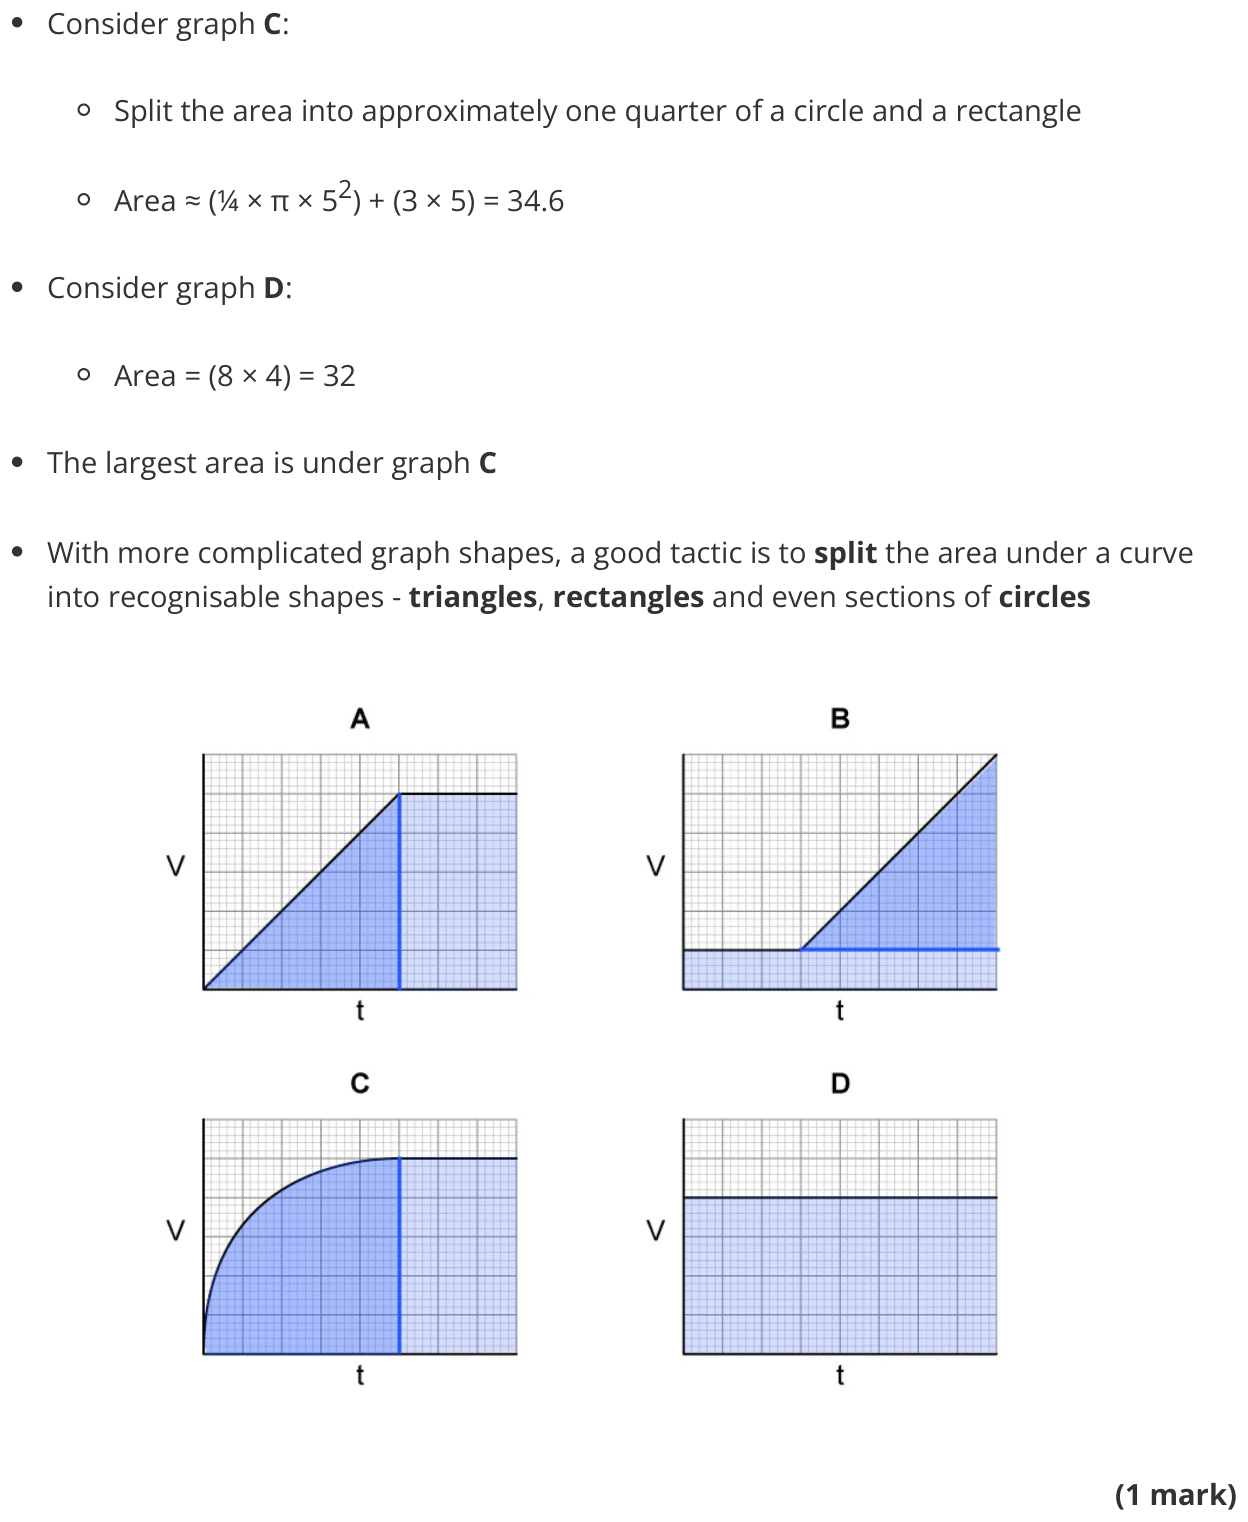 • Consider graph C:
○ Split the area into approximately one quarter of a circle and a rectangle
○ Area ≈ (¼ × π × 5²) + (3 × 5) = 34.6
• Consider graph D:
○ Area = (8 × 4) = 32
• The largest area is under graph C
• With more complicated graph shapes, a good tactic is to split the area under a curve
into recognisable shapes - triangles, rectangles and even sections of circles
A
B
V
V
t
t
C
D
V
V
t
t
(1 mark)